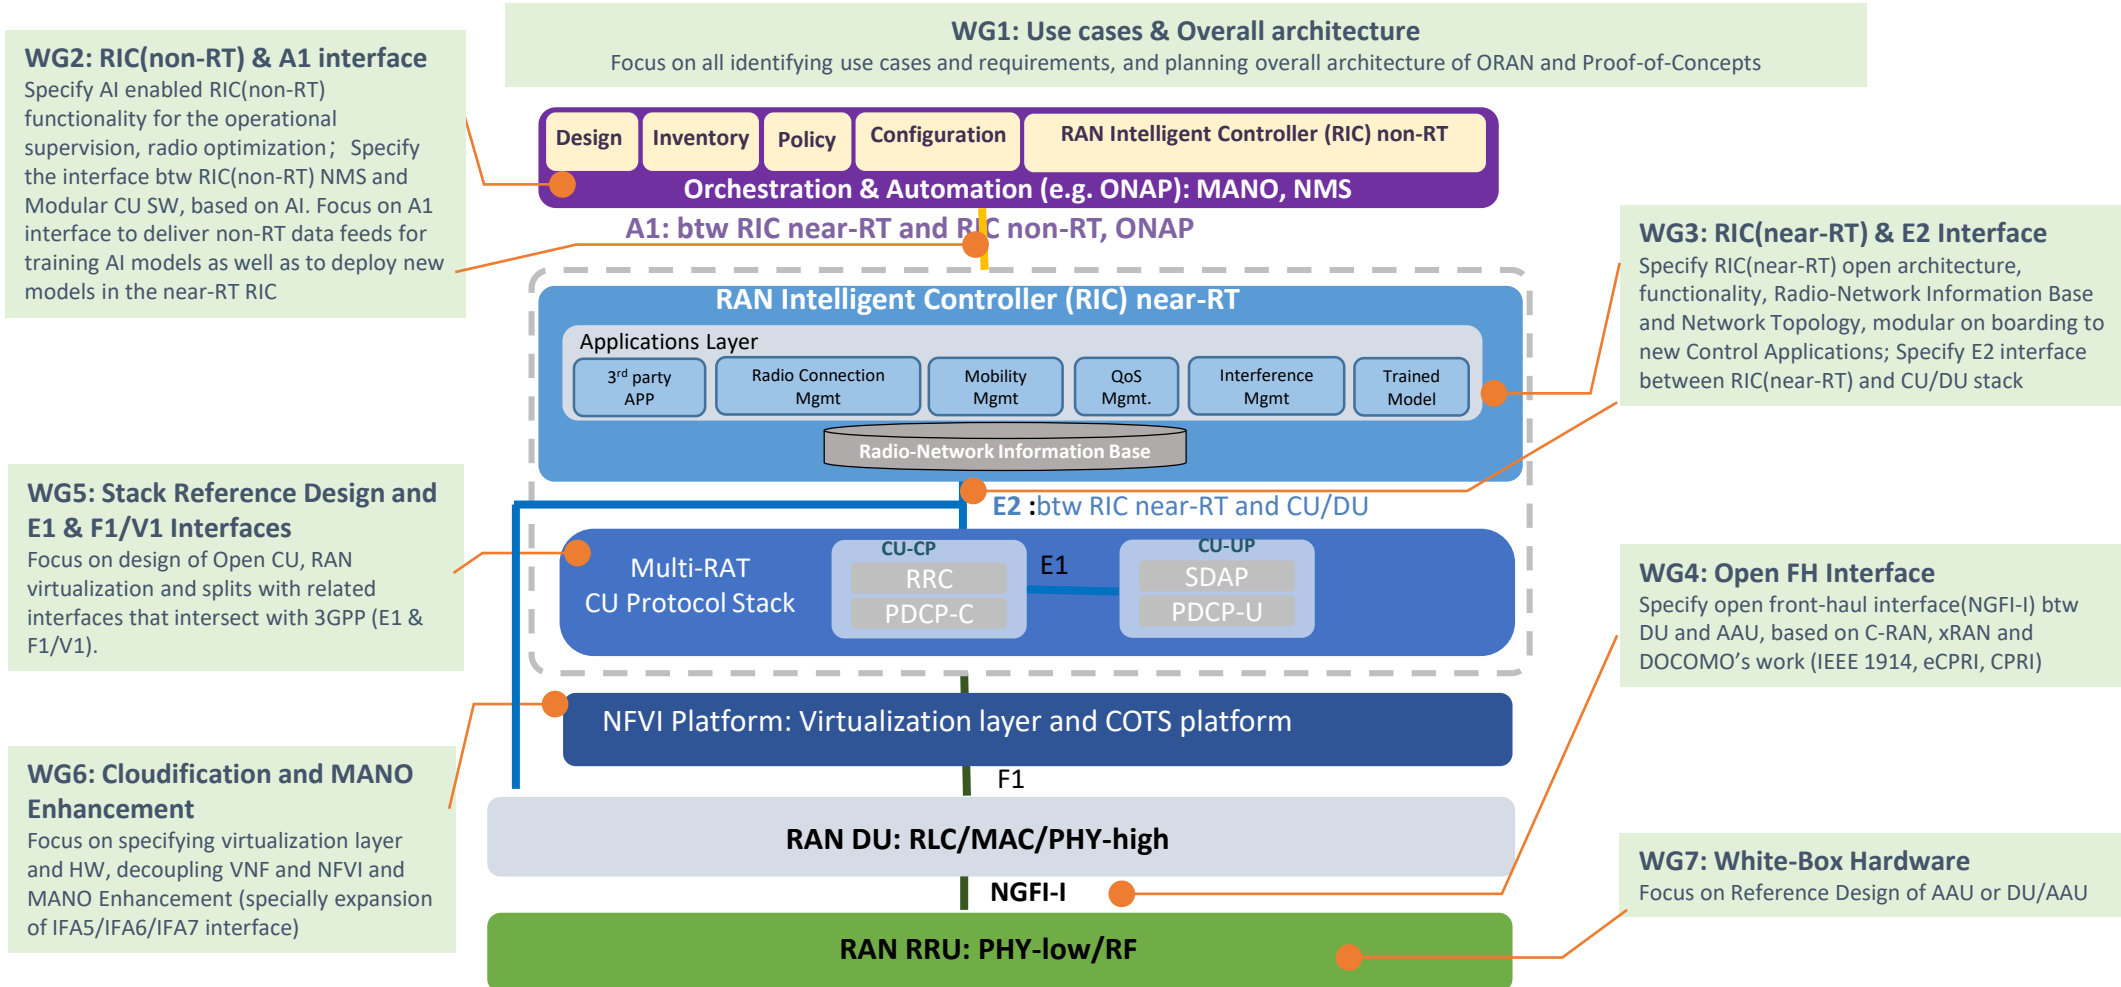 WG1: Use cases & Overall architecture
Focus on all identifying use cases and requirements, and planning overall architecture of ORAN and Proof-of-Concepts
WG2: RIC(non-RT) & A1 interface
Specify AI enabled RIC(non-RT)
functionality for the operational
supervision, radio optimization； Specify
the interface btw RIC(non-RT) NMS and
Modular CU SW, based on AI. Focus on A1
interface to deliver non-RT data feeds for
training AI models as well as to deploy new
models in the near-RT RIC
Design
Inventory
Policy
Configuration
RAN Intelligent Controller (RIC) non-RT
Orchestration & Automation (e.g. ONAP): MANO, NMS
A1: btw RIC near-RT and RIC non-RT, ONAP
WG3: RIC(near-RT) & E2 Interface
Specify RIC(near-RT) open architecture,
functionality, Radio-Network Information Base
and Network Topology, modular on boarding to
new Control Applications; Specify E2 interface
between RIC(near-RT) and CU/DU stack
RAN Intelligent Controller (RIC) near-RT
Applications Layer
3rd party
APP
Radio Connection
Mgmt
Mobility
Mgmt
QoS
Mgmt.
Interference
Mgmt
Trained
Model
Radio-Network Information Base
E2 :btw RIC near-RT and CU/DU
WG5: Stack Reference Design and
E1 & F1/V1 Interfaces
Focus on design of Open CU, RAN
virtualization and splits with related
interfaces that intersect with 3GPP (E1 &
F1/V1).
Multi-RAT
CU Protocol Stack
CU-CP
RRC
PDCP-C
E1
CU-UP
SDAP
PDCP-U
WG4: Open FH Interface
Specify open front-haul interface(NGFI-I) btw
DU and AAU, based on C-RAN, xRAN and
DOCOMO’s work (IEEE 1914, eCPRI, CPRI)
NFVI Platform: Virtualization layer and COTS platform
F1
WG6: Cloudification and MANO
Enhancement
Focus on specifying virtualization layer
and HW, decoupling VNF and NFVI and
MANO Enhancement (specially expansion
of IFA5/IFA6/IFA7 interface)
RAN DU: RLC/MAC/PHY-high
NGFI-I
WG7: White-Box Hardware
Focus on Reference Design of AAU or DU/AAU
RAN RRU: PHY-low/RF